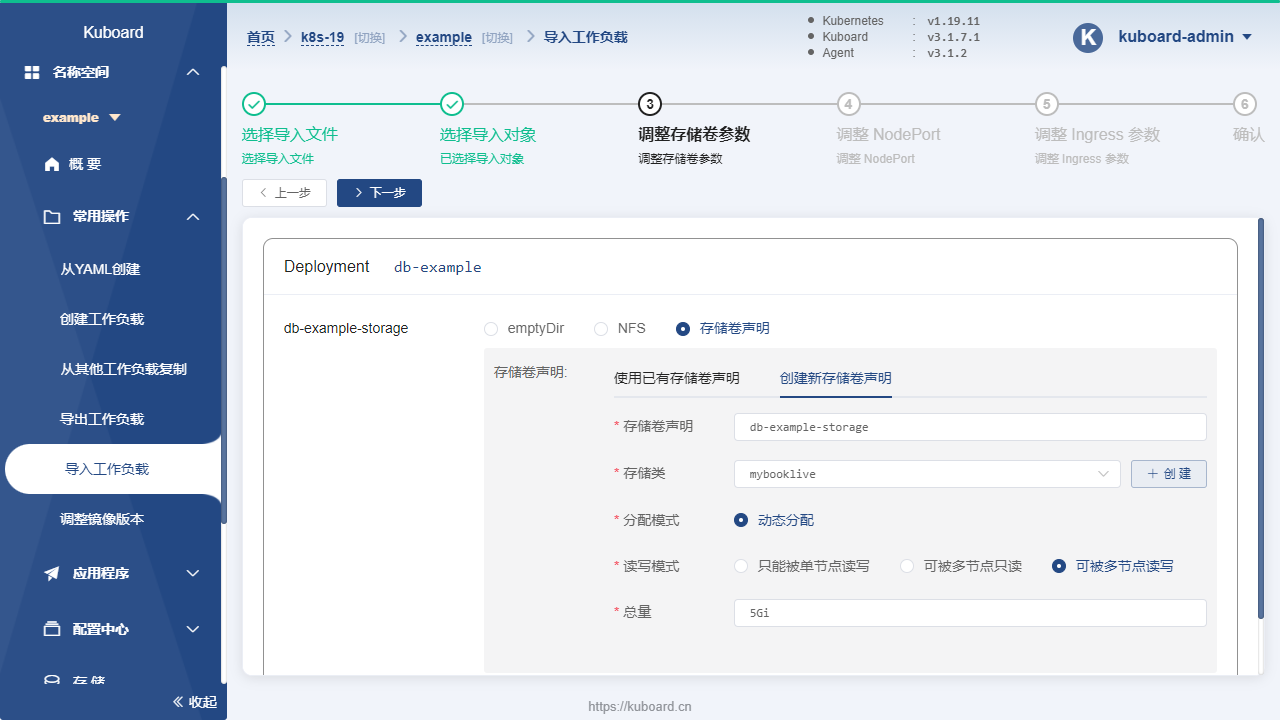 Kuboard
名称空间
example
概 要
常用操作
从YAML创建
创建工作负载
从其他工作负载复制
导出工作负载
导入工作负载
调整镜像版本
应用程序
配置中心
存 储
收起
首页 k8s-19 [切换] example [切换] 导入工作负载
Kubernetes : v1.19.11
Kuboard : v3.1.7.1
Agent : v3.1.2
K kuboard-admin
3 4 5 6
选择导入文件 选择导入对象 调整存储卷参数 调整 NodePort 调整 Ingress 参数 确认
选择导入文件 已选择导入对象 调整存储卷参数 调整 NodePort 调整 Ingress 参数
上一步 下一步
Deployment db-example
db-example-storage emptyDir NFS 存储卷声明
存储卷声明: 使用已有存储卷声明 创建新存储卷声明
* 存储卷声明 db-example-storage
* 存储类 mybooklive + 创 建
* 分配模式 动态分配
* 读写模式 只能被单节点读写 可被多节点只读 可被多节点读写
* 总量 5Gi
https://kuboard.cn